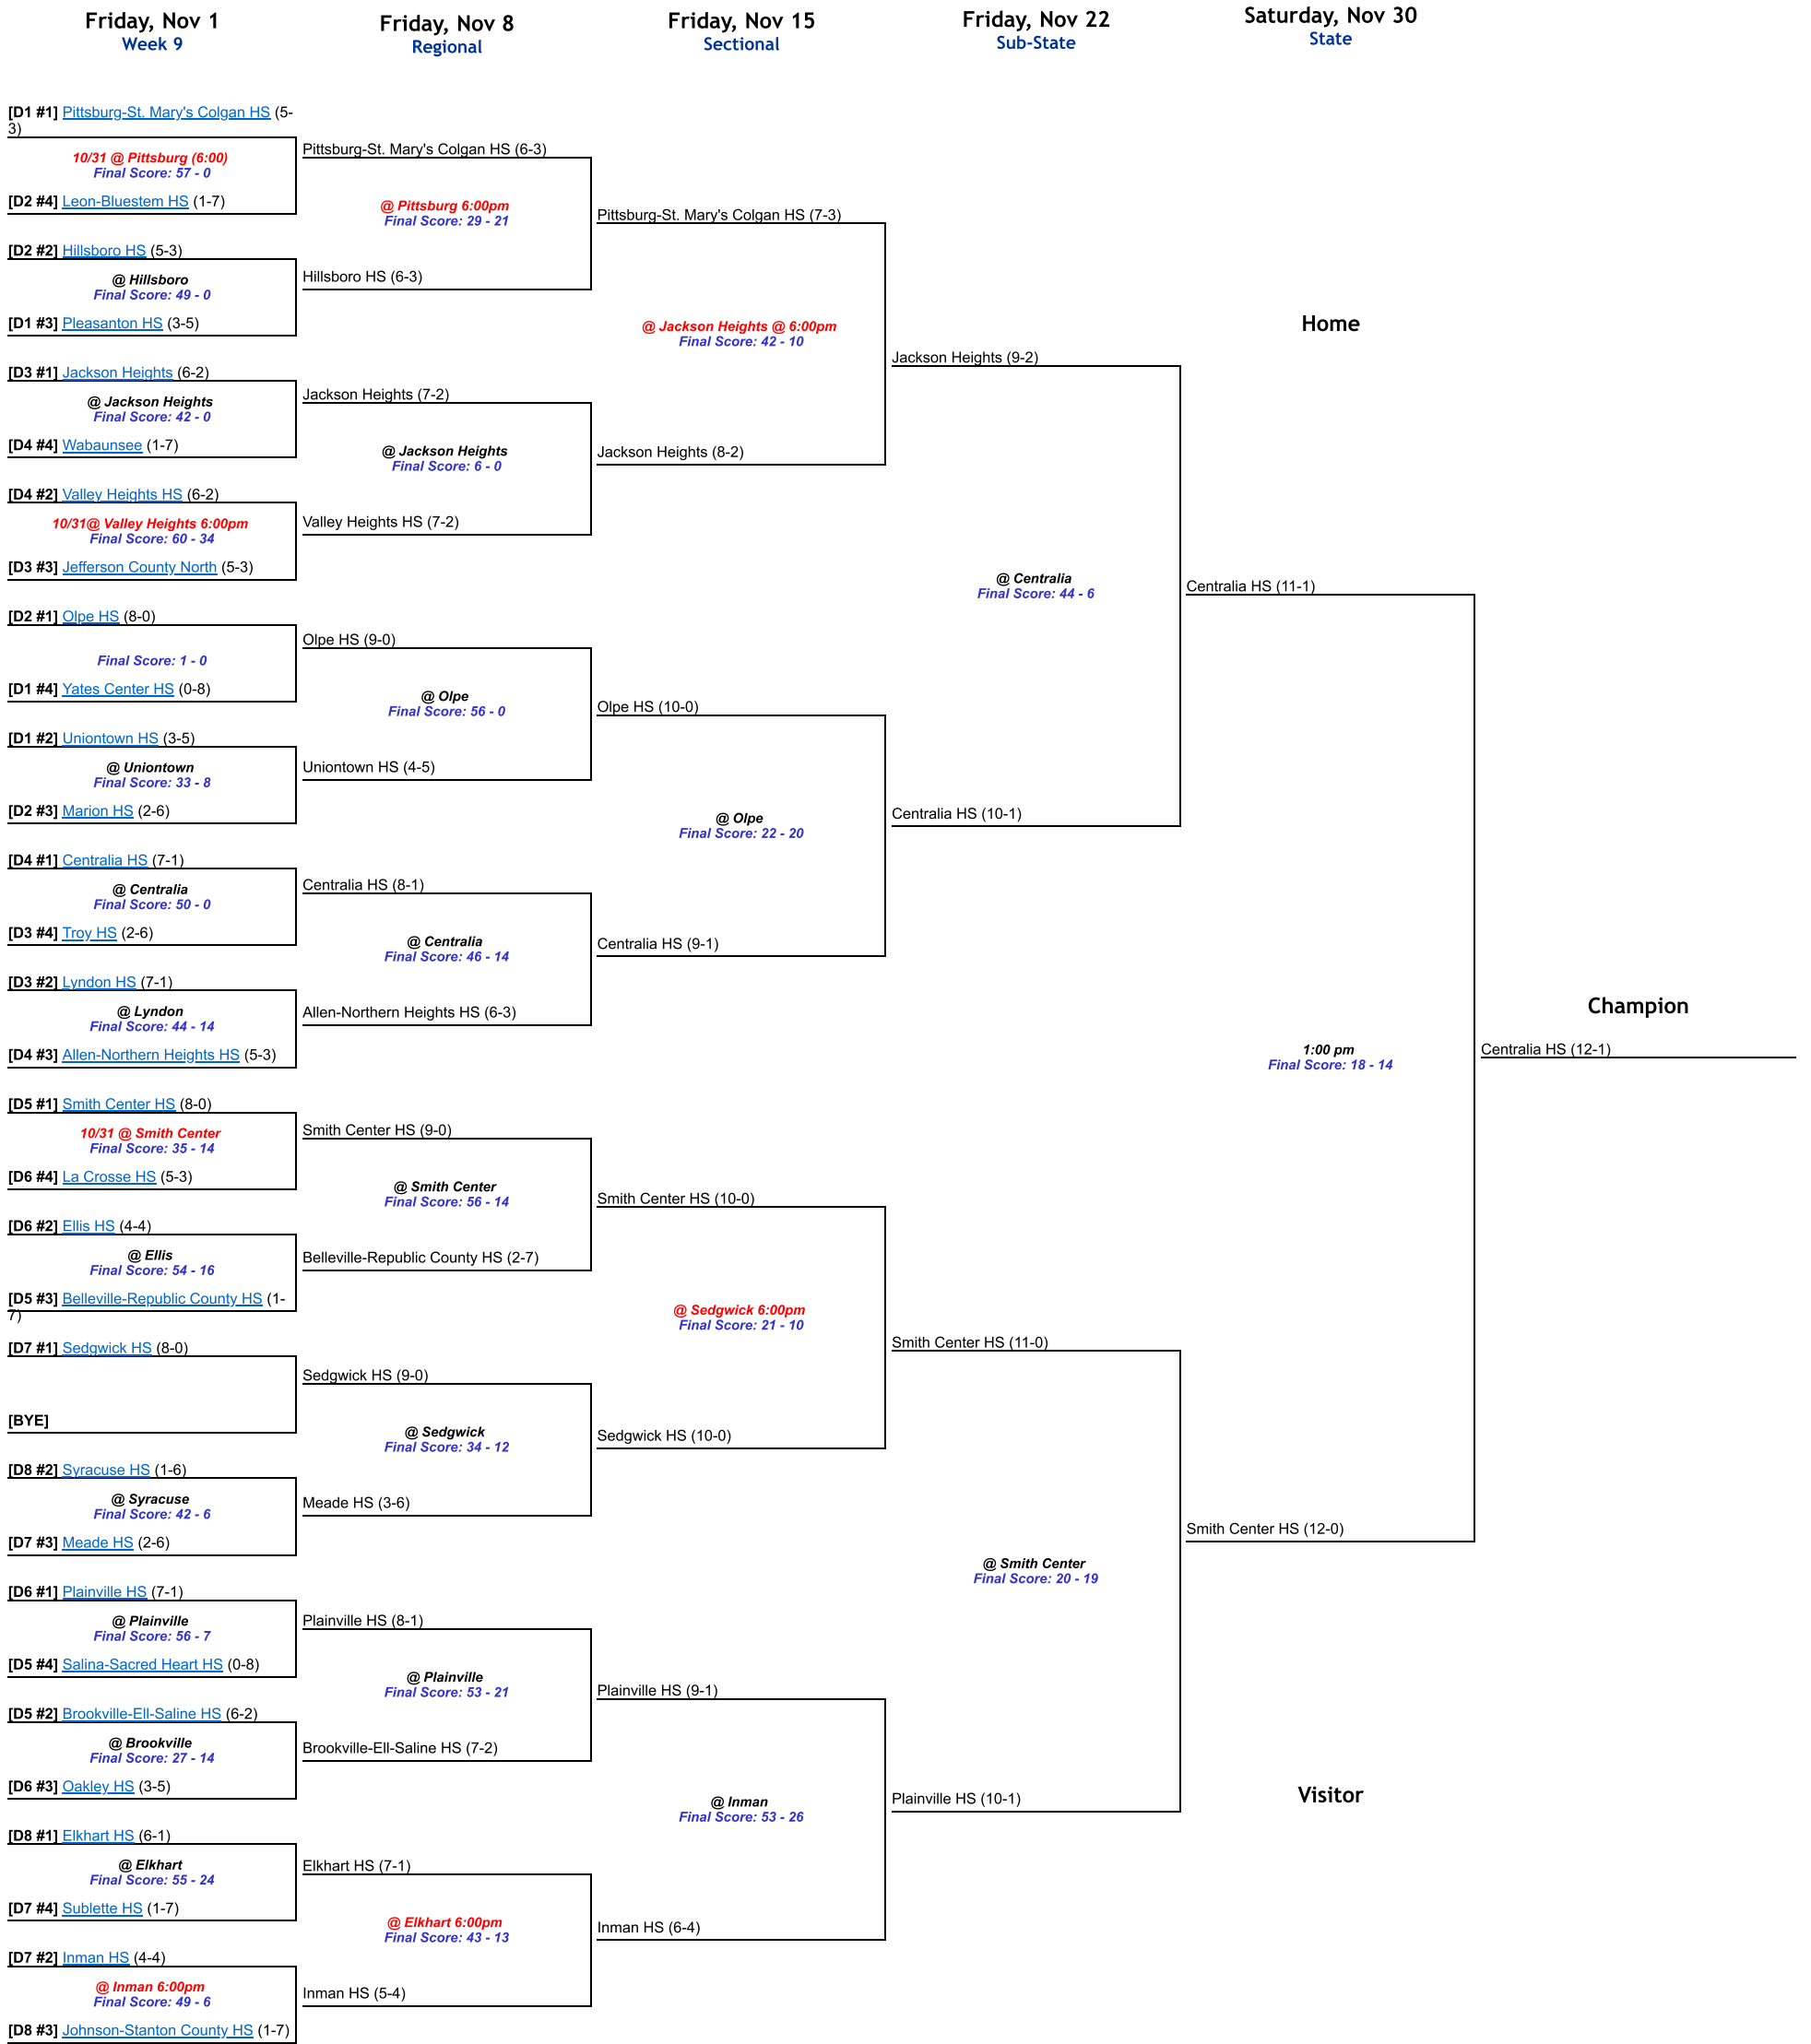 Friday, Nov 1
Week 9
Friday, Nov 8
Regional
Friday, Nov 15
Sectional
Friday, Nov 22
Sub-State
Saturday, Nov 30
State
[D1 #1] Pittsburg-St. Mary's Colgan HS (5-
3)
10/31 @ Pittsburg (6:00)
Final Score: 57 - 0
[D2 #4] Leon-Bluestem HS (1-7)
[D2 #2] Hillsboro HS (5-3)
@ Hillsboro
Final Score: 49 - 0
[D1 #3] Pleasanton HS (3-5)
[D3 #1] Jackson Heights (6-2)
@ Jackson Heights
Final Score: 42 - 0
[D4 #4] Wabaunsee (1-7)
[D4 #2] Valley Heights HS (6-2)
10/31@ Valley Heights 6:00pm
Final Score: 60 - 34
[D3 #3] Jefferson County North (5-3)
[D2 #1] Olpe HS (8-0)
Final Score: 1 - 0
[D1 #4] Yates Center HS (0-8)
[D1 #2] Uniontown HS (3-5)
@ Uniontown
Final Score: 33 - 8
[D2 #3] Marion HS (2-6)
[D4 #1] Centralia HS (7-1)
@ Centralia
Final Score: 50 - 0
[D3 #4] Troy HS (2-6)
[D3 #2] Lyndon HS (7-1)
@ Lyndon
Final Score: 44 - 14
[D4 #3] Allen-Northern Heights HS (5-3)
[D5 #1] Smith Center HS (8-0)
10/31 @ Smith Center
Final Score: 35 - 14
[D6 #4] La Crosse HS (5-3)
[D6 #2] Ellis HS (4-4)
@ Ellis
Final Score: 54 - 16
[D5 #3] Belleville-Republic County HS (1-
7)
[D7 #1] Sedgwick HS (8-0)
[BYE]
[D8 #2] Syracuse HS (1-6)
@ Syracuse
Final Score: 42 - 6
[D7 #3] Meade HS (2-6)
[D6 #1] Plainville HS (7-1)
@ Plainville
Final Score: 56 - 7
[D5 #4] Salina-Sacred Heart HS (0-8)
[D5 #2] Brookville-Ell-Saline HS (6-2)
@ Brookville
Final Score: 27 - 14
[D6 #3] Oakley HS (3-5)
[D8 #1] Elkhart HS (6-1)
@ Elkhart
Final Score: 55 - 24
[D7 #4] Sublette HS (1-7)
[D7 #2] Inman HS (4-4)
@ Inman 6:00pm
Final Score: 49 - 6
[D8 #3] Johnson-Stanton County HS (1-7)
Pittsburg-St. Mary's Colgan HS (6-3)
@ Pittsburg 6:00pm
Final Score: 29 - 21
Hillsboro HS (6-3)
Jackson Heights (7-2)
@ Jackson Heights
Final Score: 6 - 0
Valley Heights HS (7-2)
Olpe HS (9-0)
@ Olpe
Final Score: 56 - 0
Uniontown HS (4-5)
Centralia HS (8-1)
@ Centralia
Final Score: 46 - 14
Allen-Northern Heights HS (6-3)
Smith Center HS (9-0)
@ Smith Center
Final Score: 56 - 14
Belleville-Republic County HS (2-7)
Sedgwick HS (9-0)
@ Sedgwick
Final Score: 34 - 12
Meade HS (3-6)
Plainville HS (8-1)
@ Plainville
Final Score: 53 - 21
Brookville-Ell-Saline HS (7-2)
Elkhart HS (7-1)
@ Elkhart 6:00pm
Final Score: 43 - 13
Inman HS (5-4)
Pittsburg-St. Mary's Colgan HS (7-3)
@ Jackson Heights @ 6:00pm
Final Score: 42 - 10
Jackson Heights (8-2)
Olpe HS (10-0)
@ Olpe
Final Score: 22 - 20
Centralia HS (9-1)
Smith Center HS (10-0)
@ Sedgwick 6:00pm
Final Score: 21 - 10
Sedgwick HS (10-0)
Plainville HS (9-1)
@ Inman
Final Score: 53 - 26
Inman HS (6-4)
Jackson Heights (9-2)
@ Centralia
Final Score: 44 - 6
Centralia HS (10-1)
Smith Center HS (11-0)
@ Smith Center
Final Score: 20 - 19
Plainville HS (10-1)
Home
Centralia HS (11-1)
1:00 pm
Final Score: 18 - 14
Smith Center HS (12-0)
Visitor
Champion
Centralia HS (12-1)